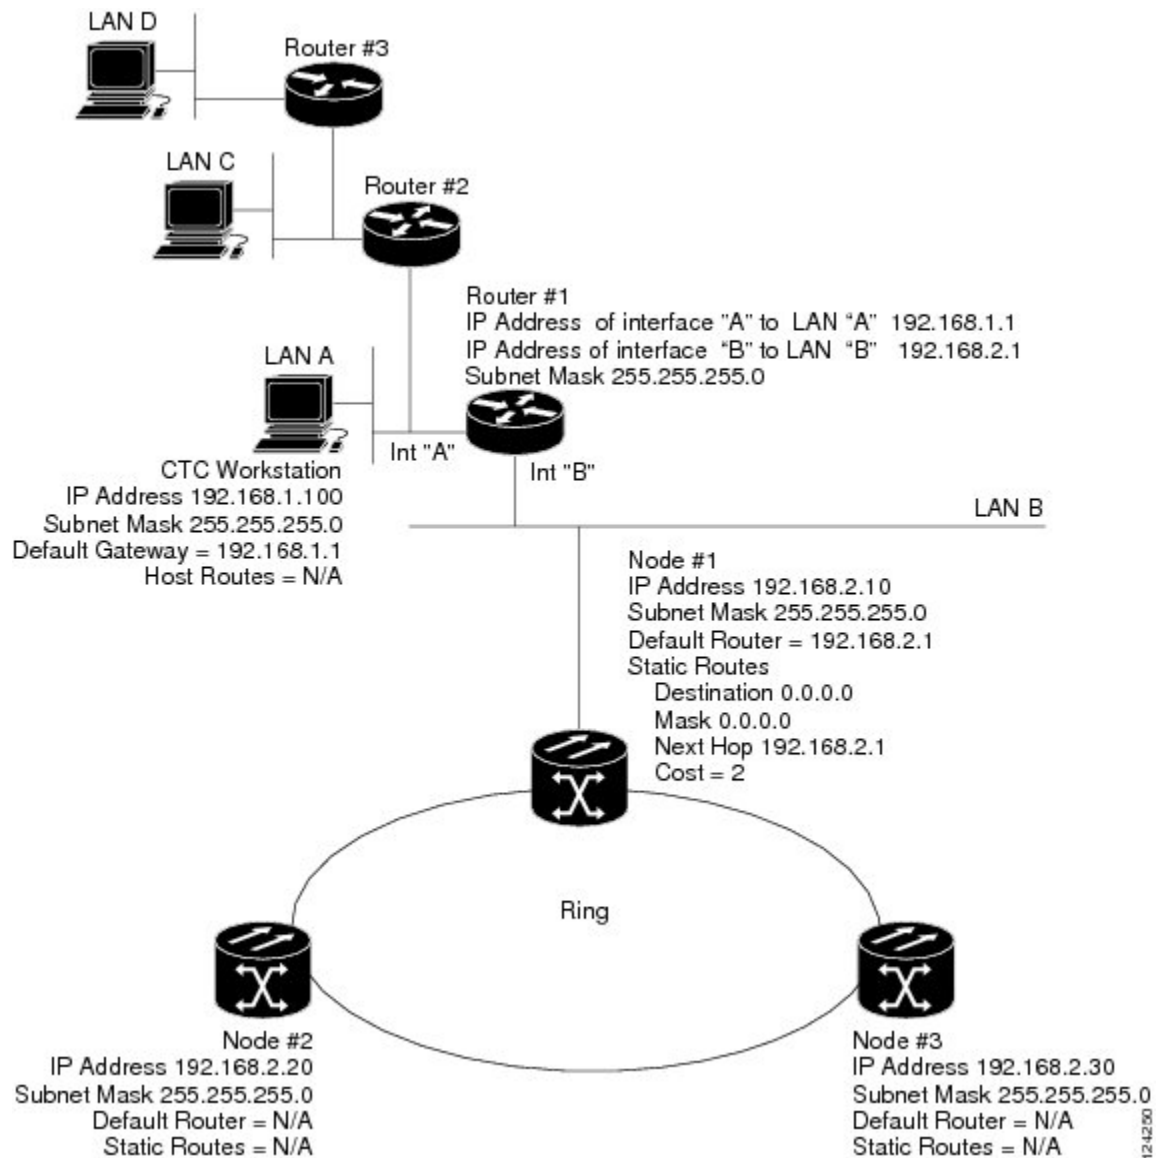 LAN D
Router #3
LAN C
Router #2
Router #1
IP Address of interface "A" to LAN “A” 192.168.1.1
IP Address of interface “B” to LAN “B” 192.168.2.1
Subnet Mask 255.255.255.0
LAN A
Int "A"
Int "B"
CTC Workstation
IP Address 192.168.1.100
Subnet Mask 255.255.255.0
Default Gateway = 192.168.1.1
Host Routes = N/A
LAN B
Node #1
IP Address 192.168.2.10
Subnet Mask 255.255.255.0
Default Router = 192.168.2.1
Static Routes
Destination 0.0.0.0
Mask 0.0.0.0
Next Hop 192.168.2.1
Cost = 2
Ring
Node #2
IP Address 192.168.2.20
Subnet Mask 255.255.255.0
Default Router = N/A
Static Routes = N/A
Node #3
IP Address 192.168.2.30
Subnet Mask 255.255.255.0
Default Router = N/A
Static Routes = N/A
124250